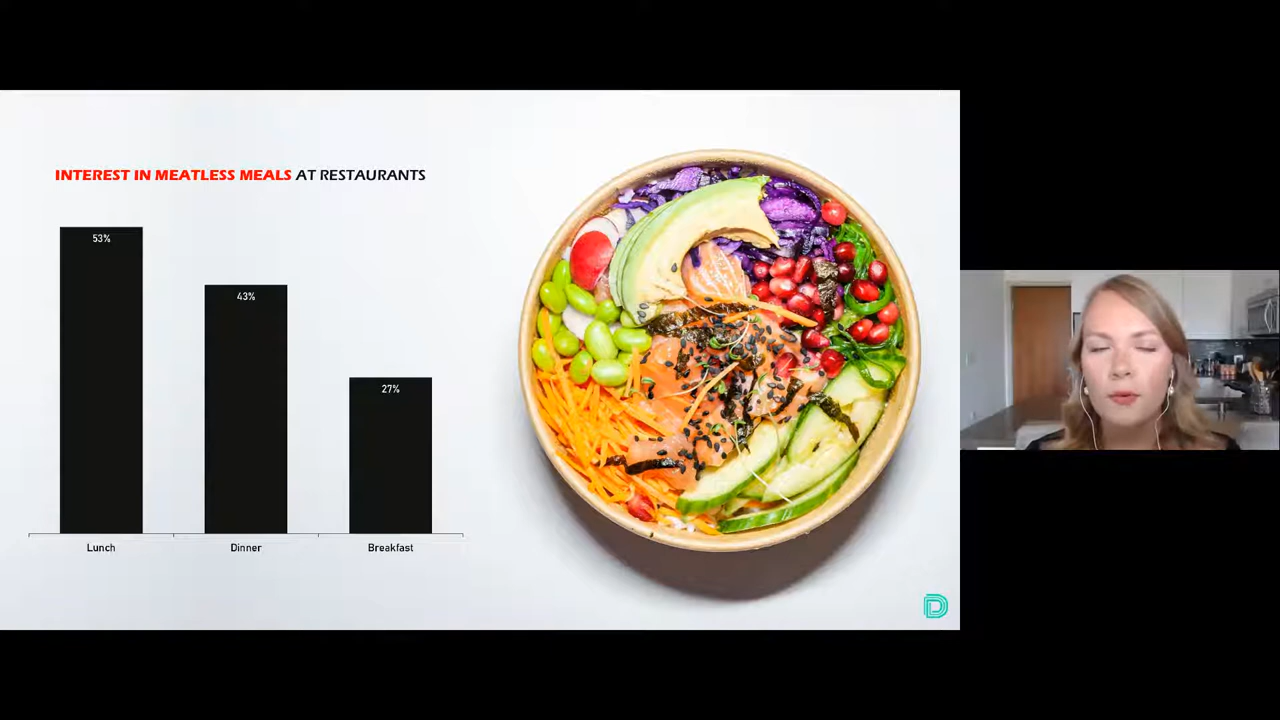 INTEREST IN MEATLESS MEALS AT RESTAURANTS
53%
43%
27%
Lunch
Dinner
Breakfast